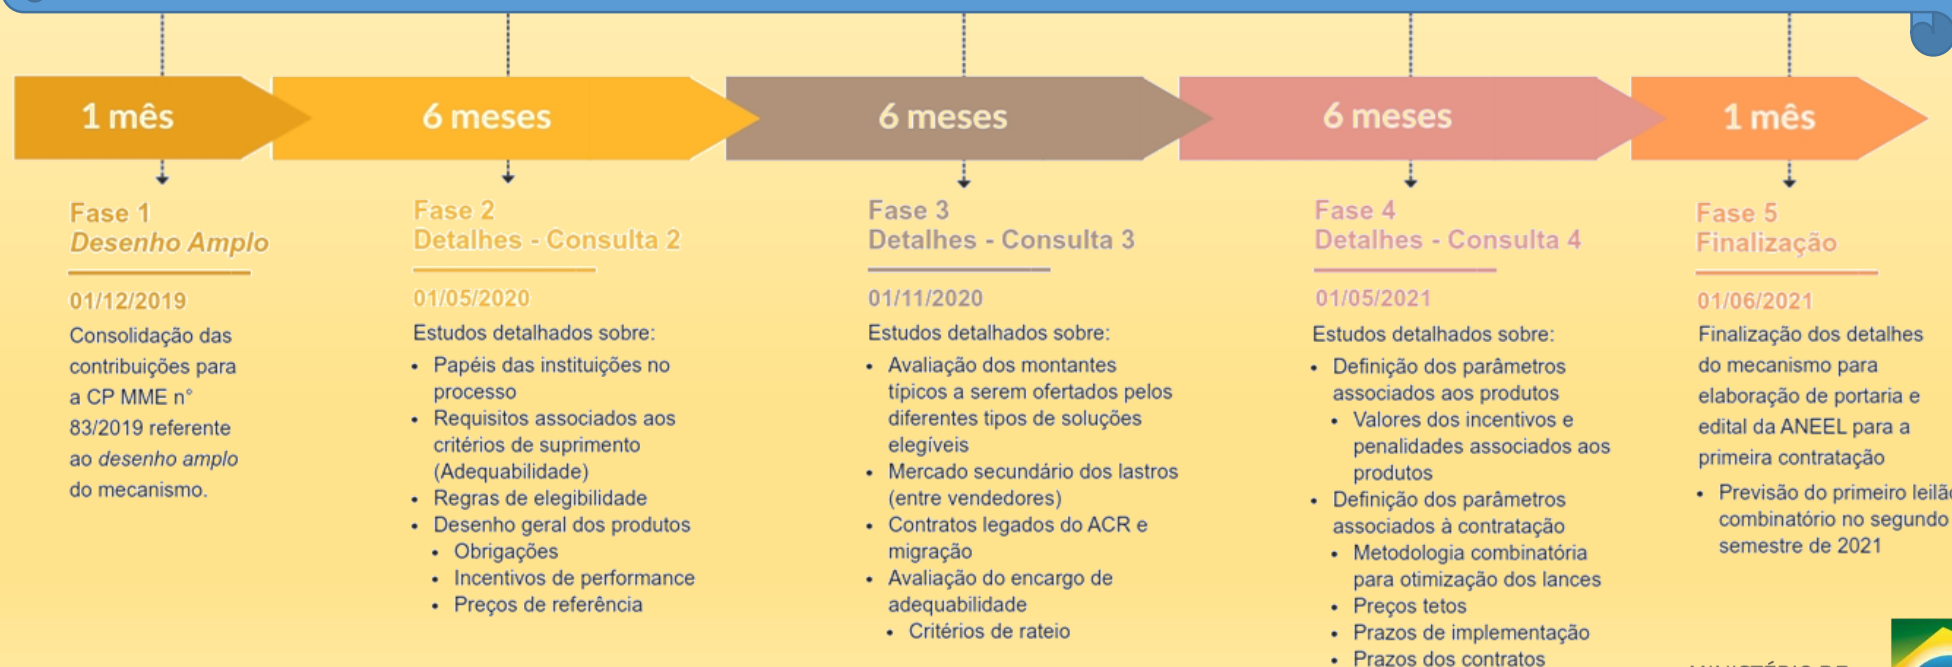 1 mês
6 meses
6 meses
6 meses
1 mês
Fase 1
Desenho Amplo
01/12/2019
Consolidação das
contribuições para
a CP MME n°
83/2019 referente
ao desenho amplo
do mecanismo.
Fase 2
Detalhes - Consulta 2
01/05/2020
Estudos detalhados sobre:
• Papéis das instituições no
processo
• Requisitos associados aos
critérios de suprimento
(Adequabilidade)
• Regras de elegibilidade
• Desenho geral dos produtos
• Obrigações
• Incentivos de performance
• Preços de referência
Fase 3
Detalhes - Consulta 3
01/11/2020
Estudos detalhados sobre:
• Avaliação dos montantes
típicos a serem ofertados pelos
diferentes tipos de soluções
elegíveis
• Mercado secundário dos lastros
(entre vendedores)
• Contratos legados do ACR e
migração
• Avaliação do encargo de
adequabilidade
• Critérios de rateio
Fase 4
Detalhes - Consulta 4
01/05/2021
Estudos detalhados sobre:
• Definição dos parâmetros
associados aos produtos
• Valores dos incentivos e
penalidades associados aos
produtos
• Definição dos parâmetros
associados à contratação
• Metodologia combinatória
para otimização dos lances
• Preços tetos
• Prazos de implementação
• Prazos dos contratos
Fase 5
Finalização
01/06/2021
Finalização dos detalhes
do mecanismo para
elaboração de portaria e
edital da ANEEL para a
primeira contratação
• Previsão do primeiro leilão
combinatório no segundo
semestre de 2021
MINISTÉRIO DE